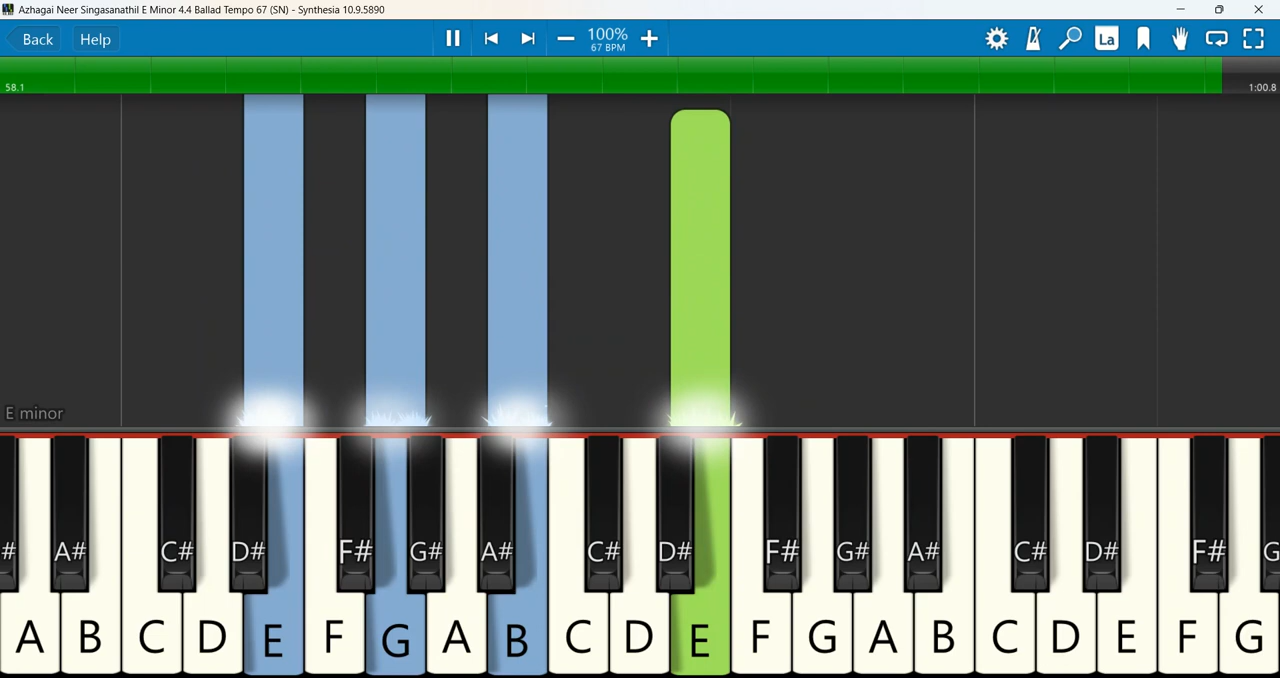 Azhagai Neer Singasanathil E Minor 4.4 Ballad Tempo 67 (SN) - Synthesia 10.9.5890
Back Help 100% La
67 BPM
58.1 1:00.8
E minor
# A# C# D# F# G# A# C# D# F# G# A# C# D# F# G
A B C D E F G A B C D E F G A B C D E F G